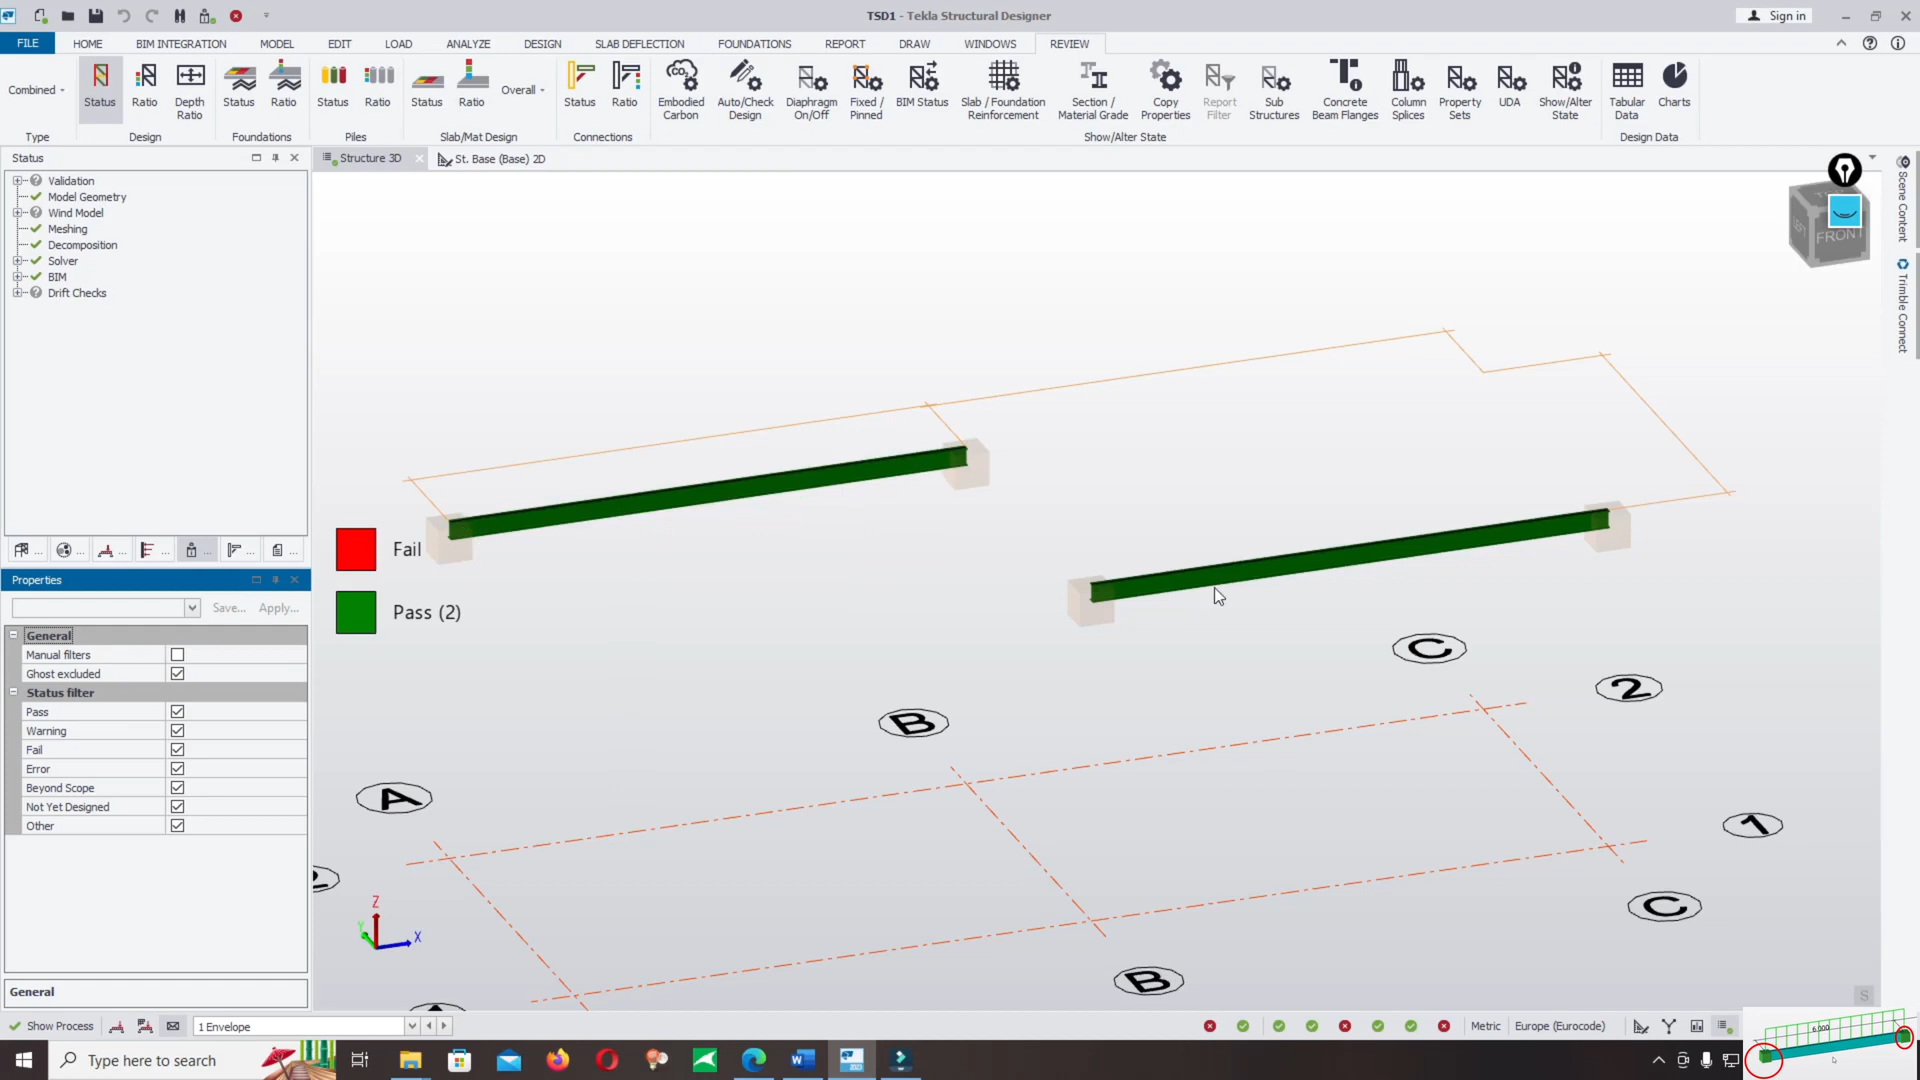 TSD1 - Tekla Structural Designer
Sign in
FILE
HOME
BIM INTEGRATION
MODEL
EDIT
LOAD
ANALYZE
DESIGN
SLAB DEFLECTION
FOUNDATIONS
REPORT
DRAW
WINDOWS
REVIEW
Combined
Status
Ratio
Depth Ratio
Status
Ratio
Status
Ratio
Status
Ratio
Overall
Status
Ratio
Embodied Carbon
Auto/Check Design
Diaphragm On/Off
Fixed / Pinned
BIM Status
Slab / Foundation Reinforcement
Section / Material Grade
Copy Properties
Report Filter
Sub Structures
Concrete Beam Flanges
Column Splices
Property Sets
UDA
Show/Alter State
Tabular Data
Charts
Type
Design
Foundations
Piles
Slab/Mat Design
Connections
Show/Alter State
Design Data
Status
Structure 3D
St. Base (Base) 2D
Validation
Model Geometry
Wind Model
Meshing
Decomposition
Solver
BIM
Drift Checks
Scene Content
Trimble Connect
FRONT
LEFT
Fail
Pass (2)
Properties
Save...
Apply...
General
Manual filters
Ghost excluded
Status filter
Pass
Warning
Fail
Error
Beyond Scope
Not Yet Designed
Other
General
C
2
B
A
1
C
B
Z
Y
X
S
Show Process
1 Envelope
Metric
Europe (Eurocode)
6.000
Type here to search